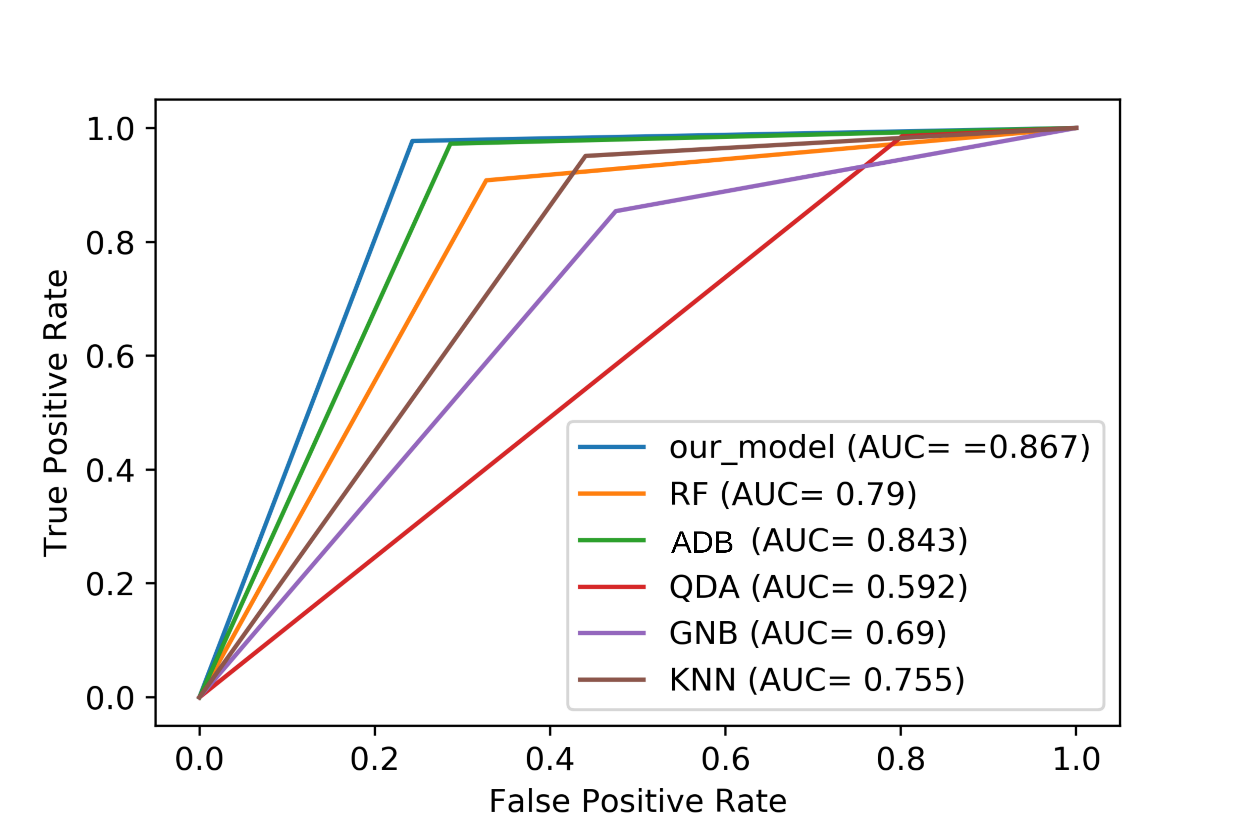 1.0
0.8
0.6
0.4
0.2
0.0
True Positive Rate
our_model (AUC= =0.867)
RF (AUC= 0.79)
ADB (AUC= 0.843)
QDA (AUC= 0.592)
GNB (AUC= 0.69)
KNN (AUC= 0.755)
0.0 0.2 0.4 0.6 0.8 1.0
False Positive Rate